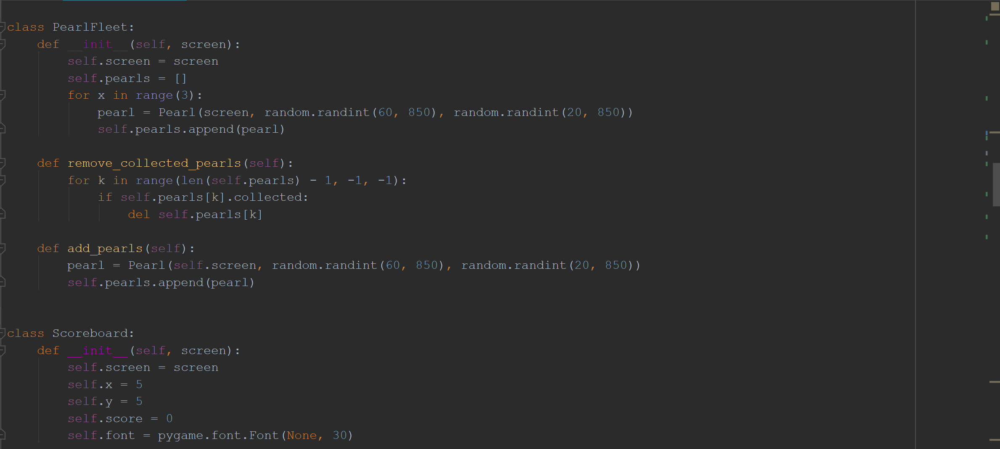 class PearlFleet:
    def __init__(self, screen):
        self.screen = screen
        self.pearls = []
        for x in range(3):
            pearl = Pearl(screen, random.randint(60, 850), random.randint(20, 850))
            self.pearls.append(pearl)

    def remove_collected_pearls(self):
        for k in range(len(self.pearls) - 1, -1, -1):
            if self.pearls[k].collected:
                del self.pearls[k]

    def add_pearls(self):
        pearl = Pearl(self.screen, random.randint(60, 850), random.randint(20, 850))
        self.pearls.append(pearl)


class Scoreboard:
    def __init__(self, screen):
        self.screen = screen
        self.x = 5
        self.y = 5
        self.score = 0
        self.font = pygame.font.Font(None, 30)